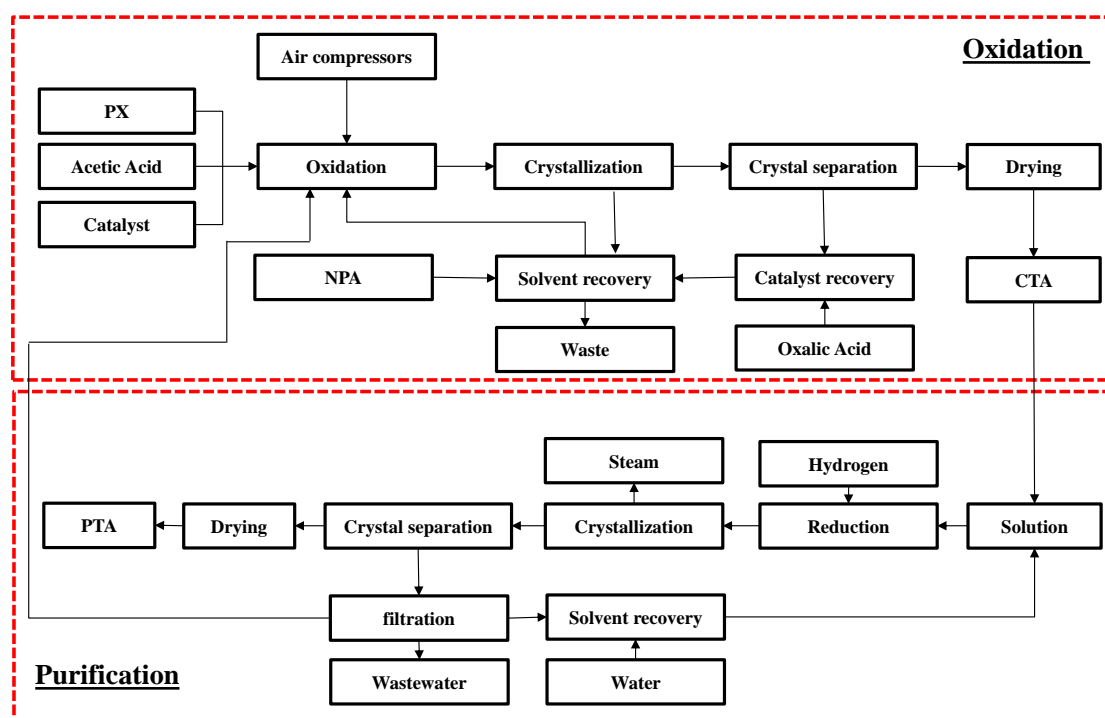 Oxidation
Air compressors
PX
Acetic Acid
Oxidation
Crystallization
Crystal separation
Drying
Catalyst
NPA
Solvent recovery
Catalyst recovery
CTA
Waste
Oxalic Acid
Steam
Hydrogen
PTA
Drying
Crystal separation
Crystallization
Reduction
Solution
filtration
Solvent recovery
Purification
Wastewater
Water